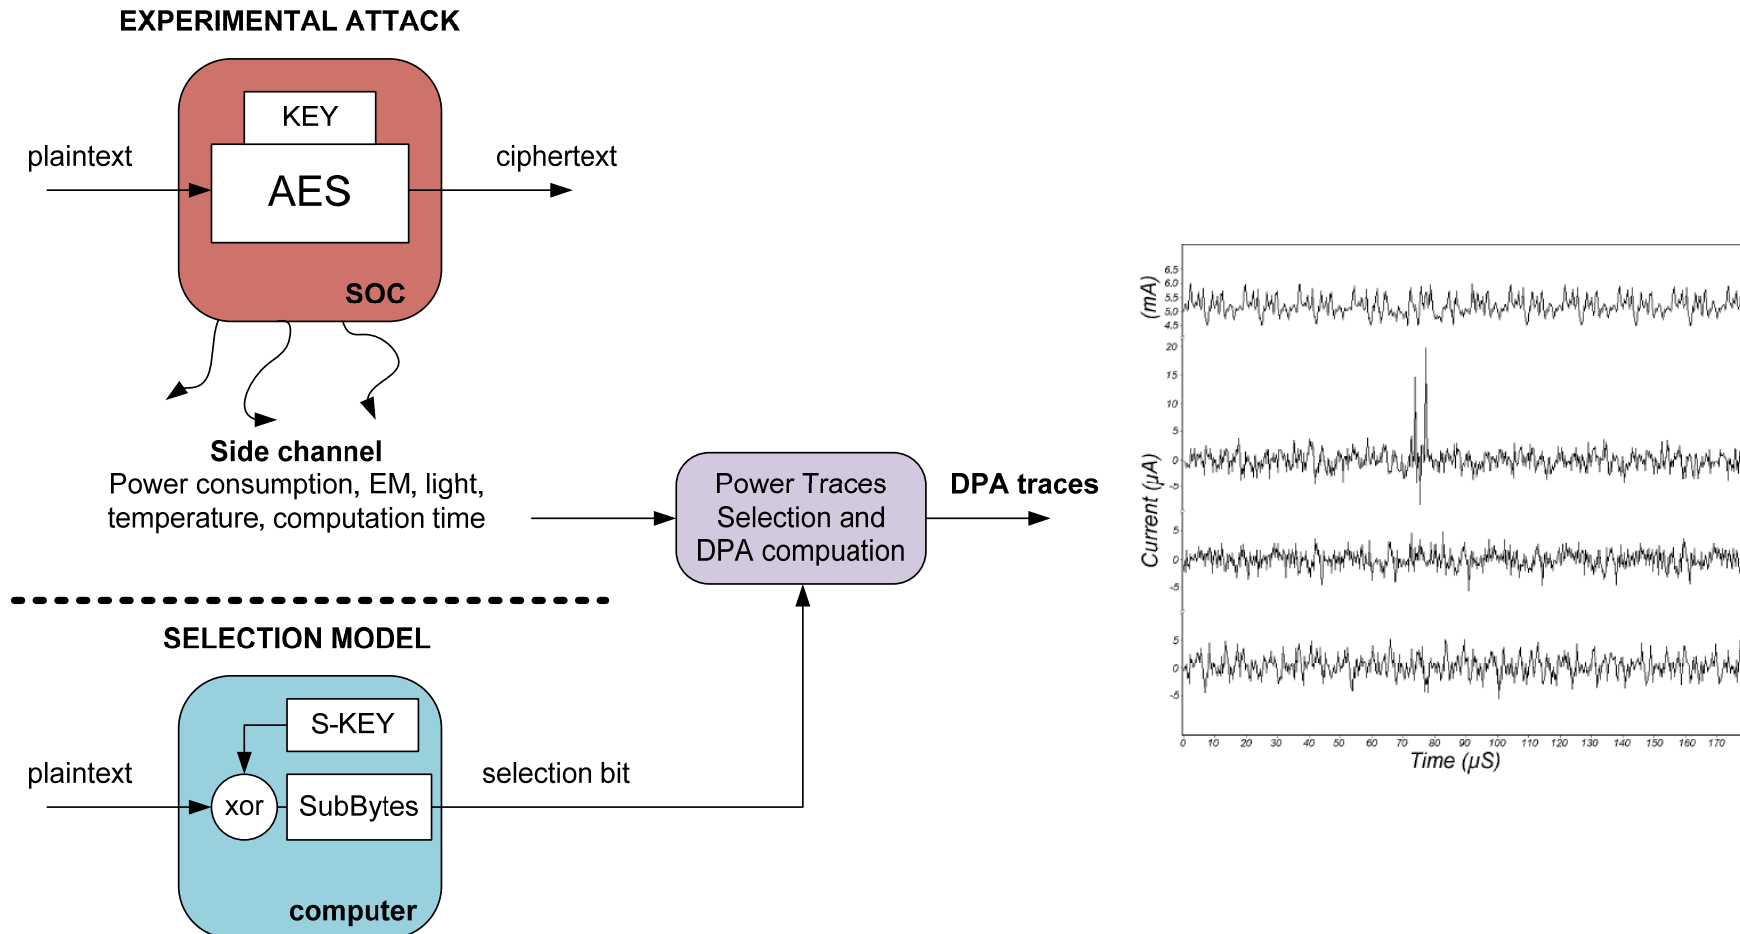 EXPERIMENTAL ATTACK
KEY
plaintext
AES
ciphertext
SOC
Side channel
Power consumption, EM, light,
temperature, computation time
Power Traces
Selection and
DPA compuation
DPA traces
SELECTION MODEL
S-KEY
plaintext
xor
SubBytes
selection bit
computer
(mA)
6.5
6.0
5.5
5.0
4.5
Current (µA)
20
15
10
5
0
-5
5
0
-5
5
0
-5
0 10 20 30 40 50 60 70 80 90 100 110 120 130 140 150 160 170
Time (µS)